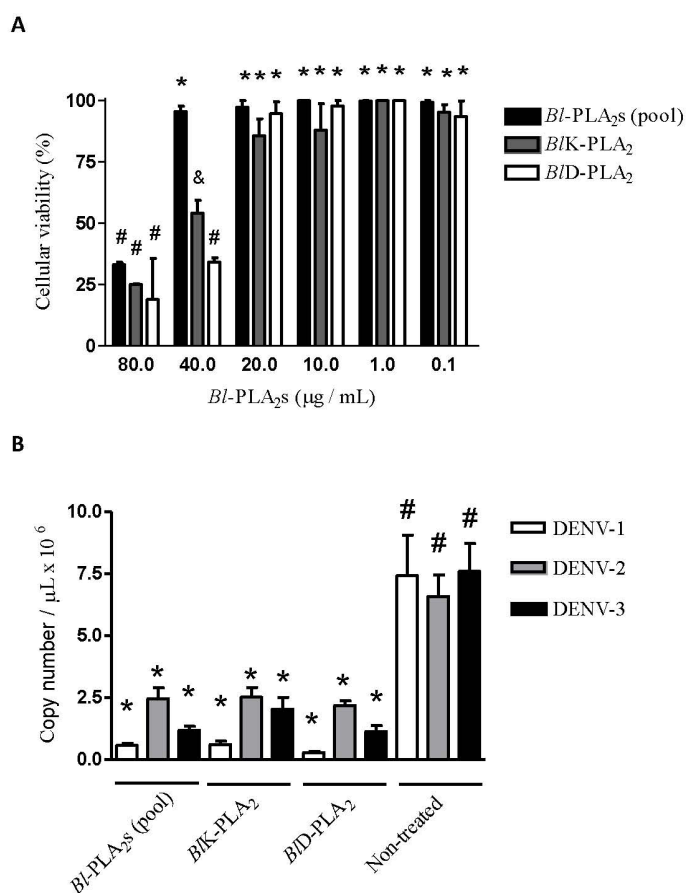 A
* * * * * * * * * * * * *
100
75
50
25
0
Cellular viability (%)
&
# # # #
80.0 40.0 20.0 10.0 1.0 0.1
Bl-PLA₂s (µg / mL)
Bl-PLA₂s (pool)
BlK-PLA₂
BlD-PLA₂
B
10.0
7.5
5.0
2.5
0.0
Copy number / µL x 10⁶
# # #
* * * * * * * * *
DENV-1
DENV-2
DENV-3
Bl-PLA₂s (pool)
BlK-PLA₂
BlD-PLA₂
Non-treated